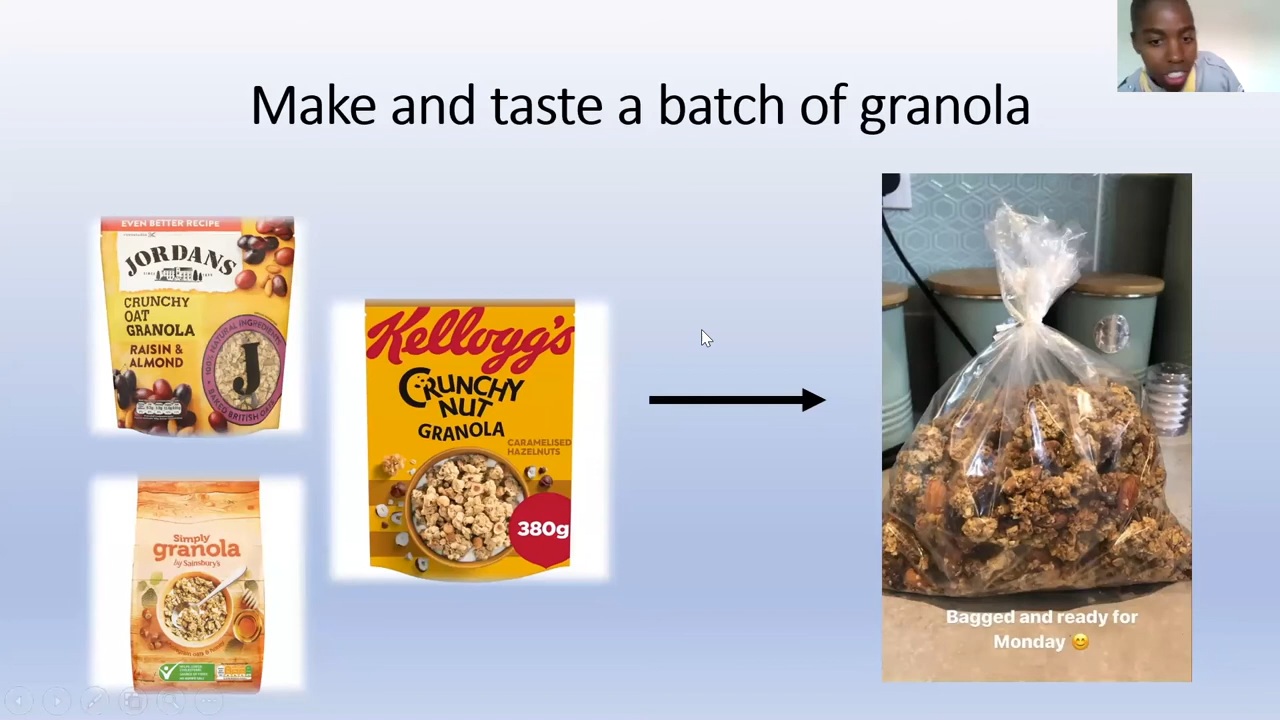 Make and taste a batch of granola
EVEN BETTER RECIPE
JORDANS
CRUNCHY
OAT
GRANOLA
RAISIN &
ALMOND
J
Kellogg's
CRUNCHY
NUT
GRANOLA
CARAMELISED
HAZELNUTS
380g
Simply
granola
by Sainsbury's
Bagged and ready for
Monday 😊